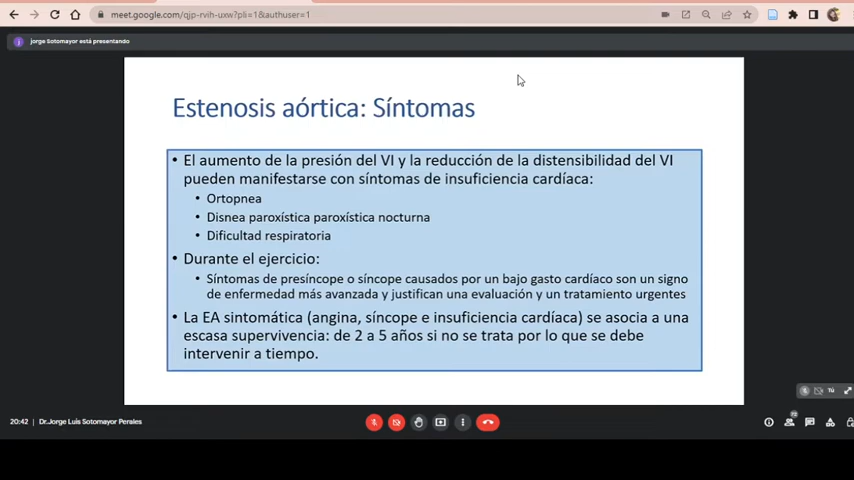 meet.google.com/qjp-rvih-uxw?pli=1&authuser=1
jorge Sotomayor está presentando
Estenosis aórtica: Síntomas
• El aumento de la presión del VI y la reducción de la distensibilidad del VI
pueden manifestarse con síntomas de insuficiencia cardíaca:
• Ortopnea
• Disnea paroxística paroxística nocturna
• Dificultad respiratoria
• Durante el ejercicio:
• Síntomas de presíncope o síncope causados por un bajo gasto cardíaco son un signo
de enfermedad más avanzada y justifican una evaluación y un tratamiento urgentes
• La EA sintomática (angina, síncope e insuficiencia cardíaca) se asocia a una
escasa supervivencia: de 2 a 5 años si no se trata por lo que se debe
intervenir a tiempo.
Tú
20:42 Dr.Jorge Luis Sotomayor Perales